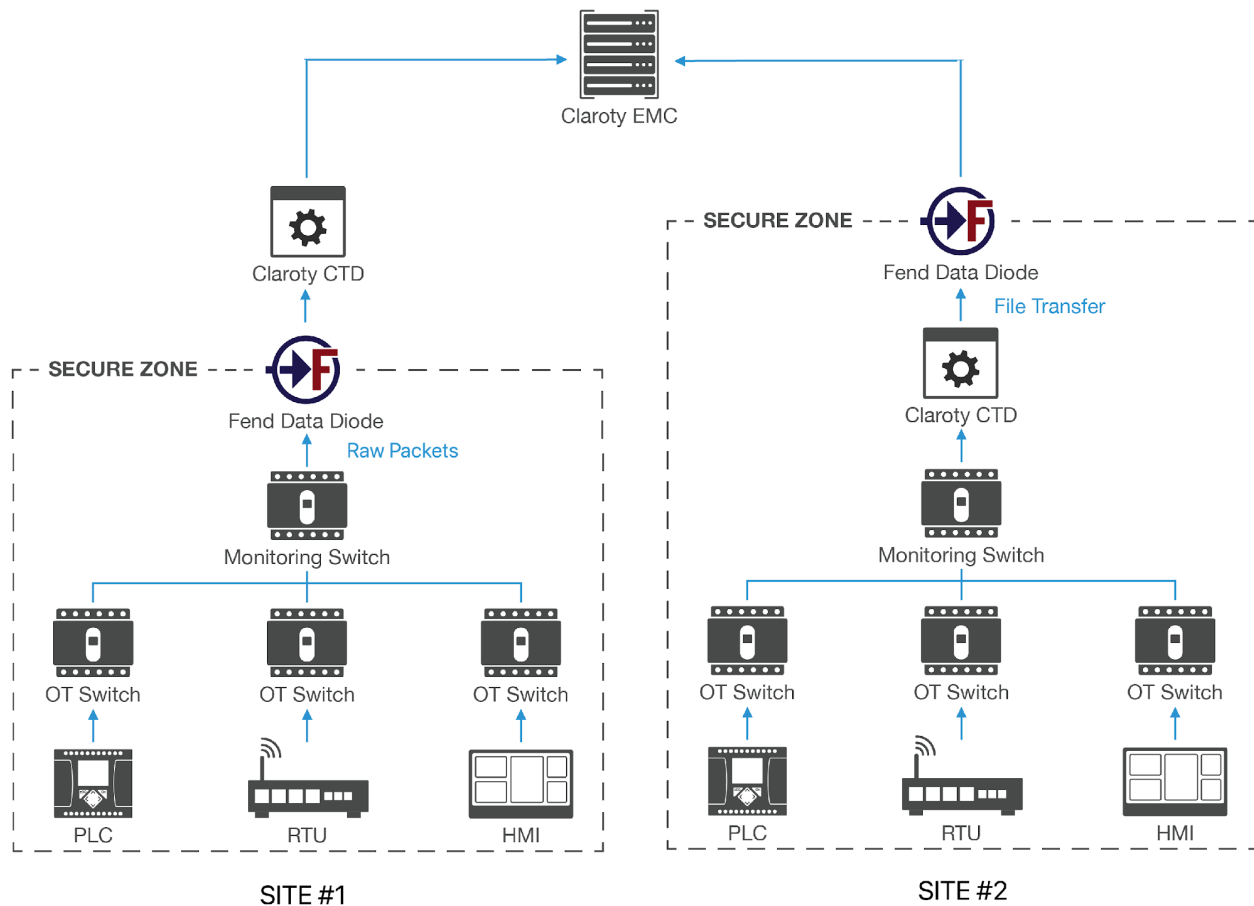 Claroty EMC
Claroty CTD
SECURE ZONE
F
Fend Data Diode
Raw Packets
Monitoring Switch
OT Switch
OT Switch
OT Switch
PLC
RTU
HMI
SITE #1
SECURE ZONE
F
Fend Data Diode
File Transfer
Claroty CTD
Monitoring Switch
OT Switch
OT Switch
OT Switch
PLC
RTU
HMI
SITE #2